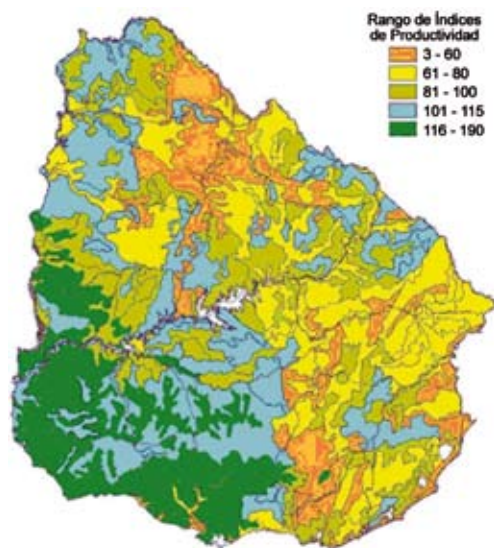 Rango de Índices
de Productividad
3 - 60
61 - 80
81 - 100
101 - 115
116 - 190